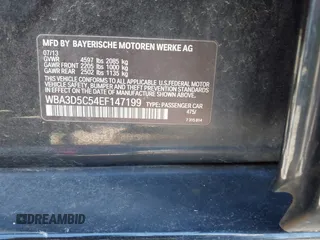 MFD BY BAYERISCHE MOTOREN WERKE AG
07/13
GVWR 4597 lbs 2085 kg
GAWR FRONT 2205 lbs 1000 kg
GAWR REAR 2502 lbs 1135 kg
THIS VEHICLE CONFORMS TO ALL APPLICABLE
U.S. FEDERAL MOTOR VEHICLE SAFETY, BUMPER
AND THEFT PREVENTION STANDARDS IN EFFECT
ON THE DATE OF MANUFACTURE SHOWN ABOVE.
WBA3D5C54EF147199 TYPE: PASSENGER CAR
475/
DREAMBID